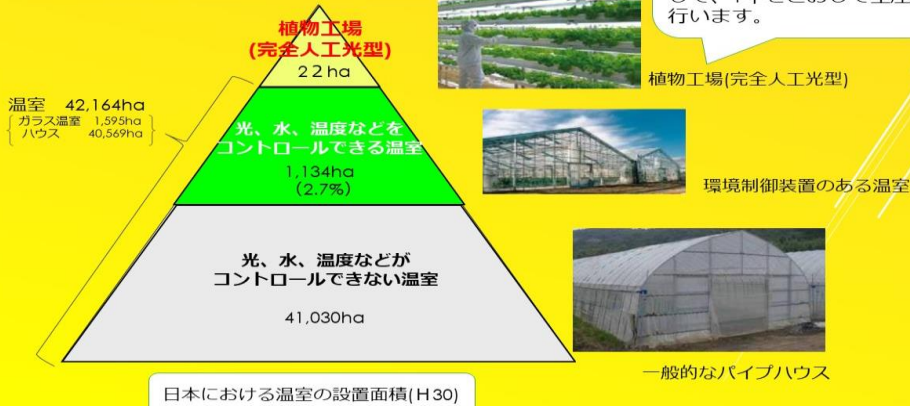 植物工場
(完全人工光型)
22ha
温室 42,164ha
ガラス温室 1,595ha
ハウス 40,569ha
光、水、温度などを
コントロールできる温室
1,134ha
(2.7%)
光、水、温度などが
コントロールできない温室
41,030ha
日本における温室の設置面積(H30)
行います。
植物工場(完全人工光型)
環境制御装置のある温室
一般的なパイプハウス